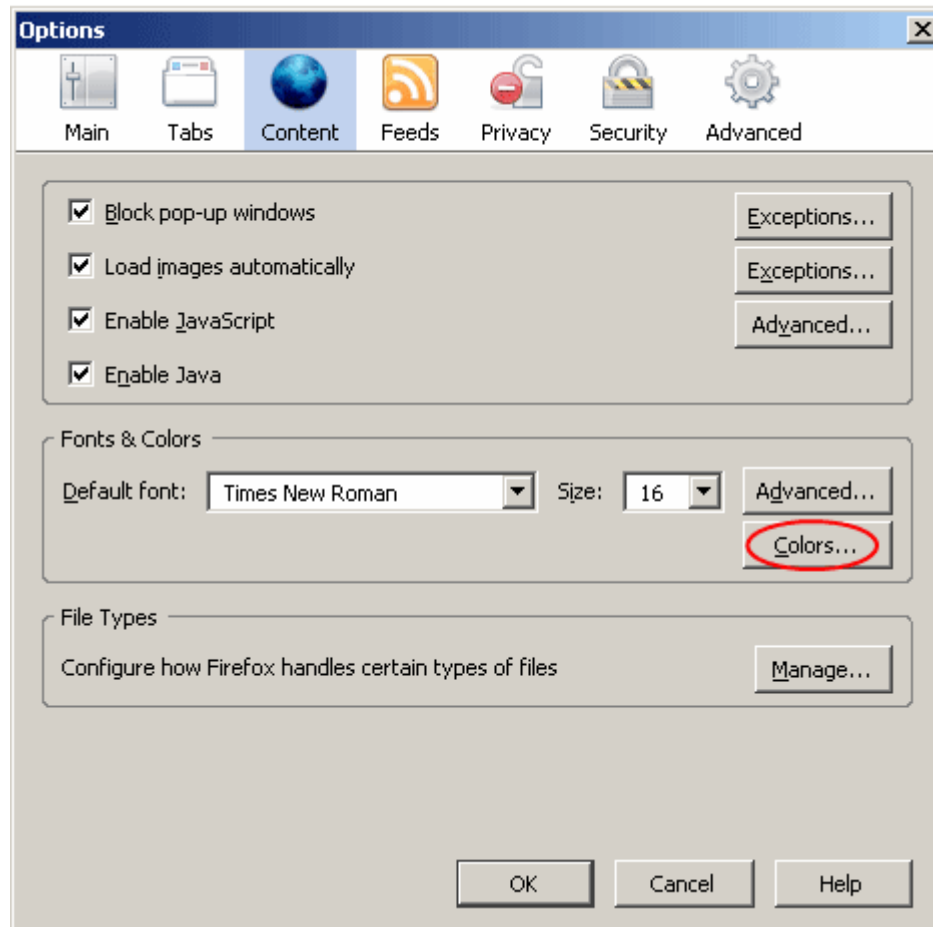 Options
Main Tabs Content Feeds Privacy Security Advanced
Block pop-up windows Exceptions...
Load images automatically Exceptions...
Enable JavaScript Advanced...
Enable Java
Fonts & Colors
Default font: Times New Roman Size: 16 Advanced...
Colors...
File Types
Configure how Firefox handles certain types of files Manage...
OK Cancel Help